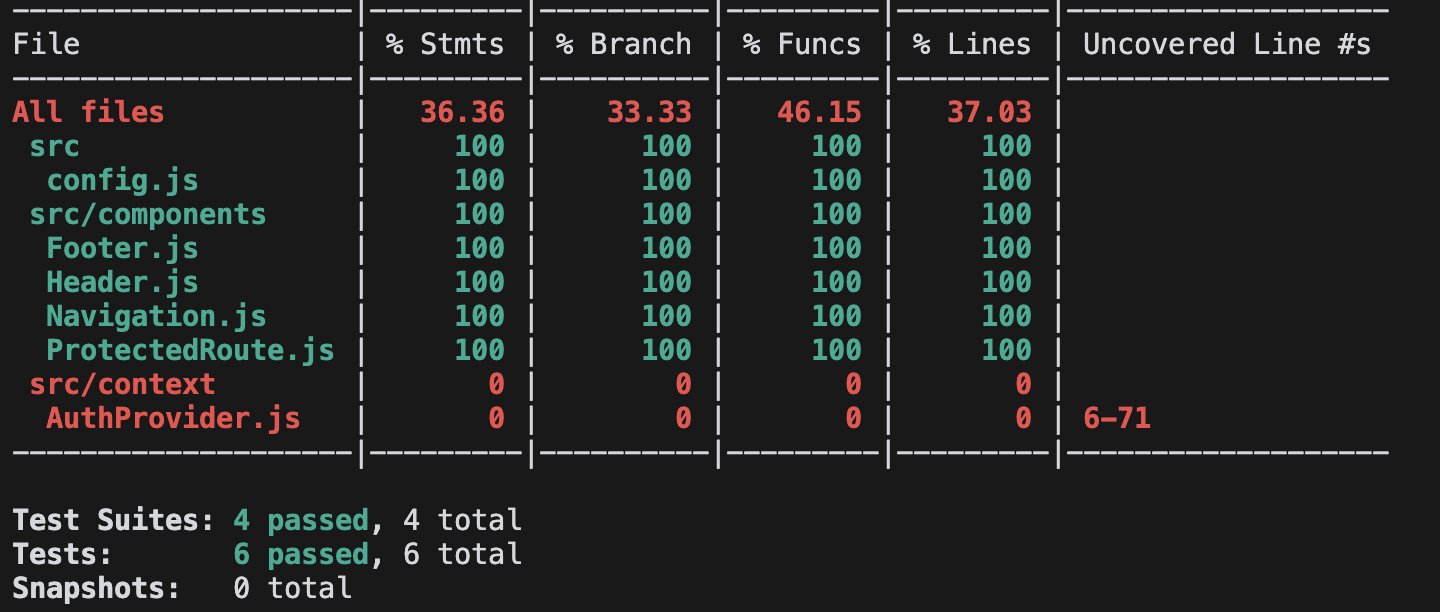 --------------------|---------|----------|---------|---------|-------------------
File                | % Stmts | % Branch | % Funcs | % Lines | Uncovered Line #s
--------------------|---------|----------|---------|---------|-------------------
All files           |   36.36 |    33.33 |   46.15 |   37.03 |
 src                |     100 |      100 |     100 |     100 |
  config.js         |     100 |      100 |     100 |     100 |
 src/components     |     100 |      100 |     100 |     100 |
  Footer.js         |     100 |      100 |     100 |     100 |
  Header.js         |     100 |      100 |     100 |     100 |
  Navigation.js     |     100 |      100 |     100 |     100 |
  ProtectedRoute.js |     100 |      100 |     100 |     100 |
 src/context        |       0 |        0 |       0 |       0 |
  AuthProvider.js   |       0 |        0 |       0 |       0 | 6-71
--------------------|---------|----------|---------|---------|-------------------
Test Suites: 4 passed, 4 total
Tests:       6 passed, 6 total
Snapshots:   0 total